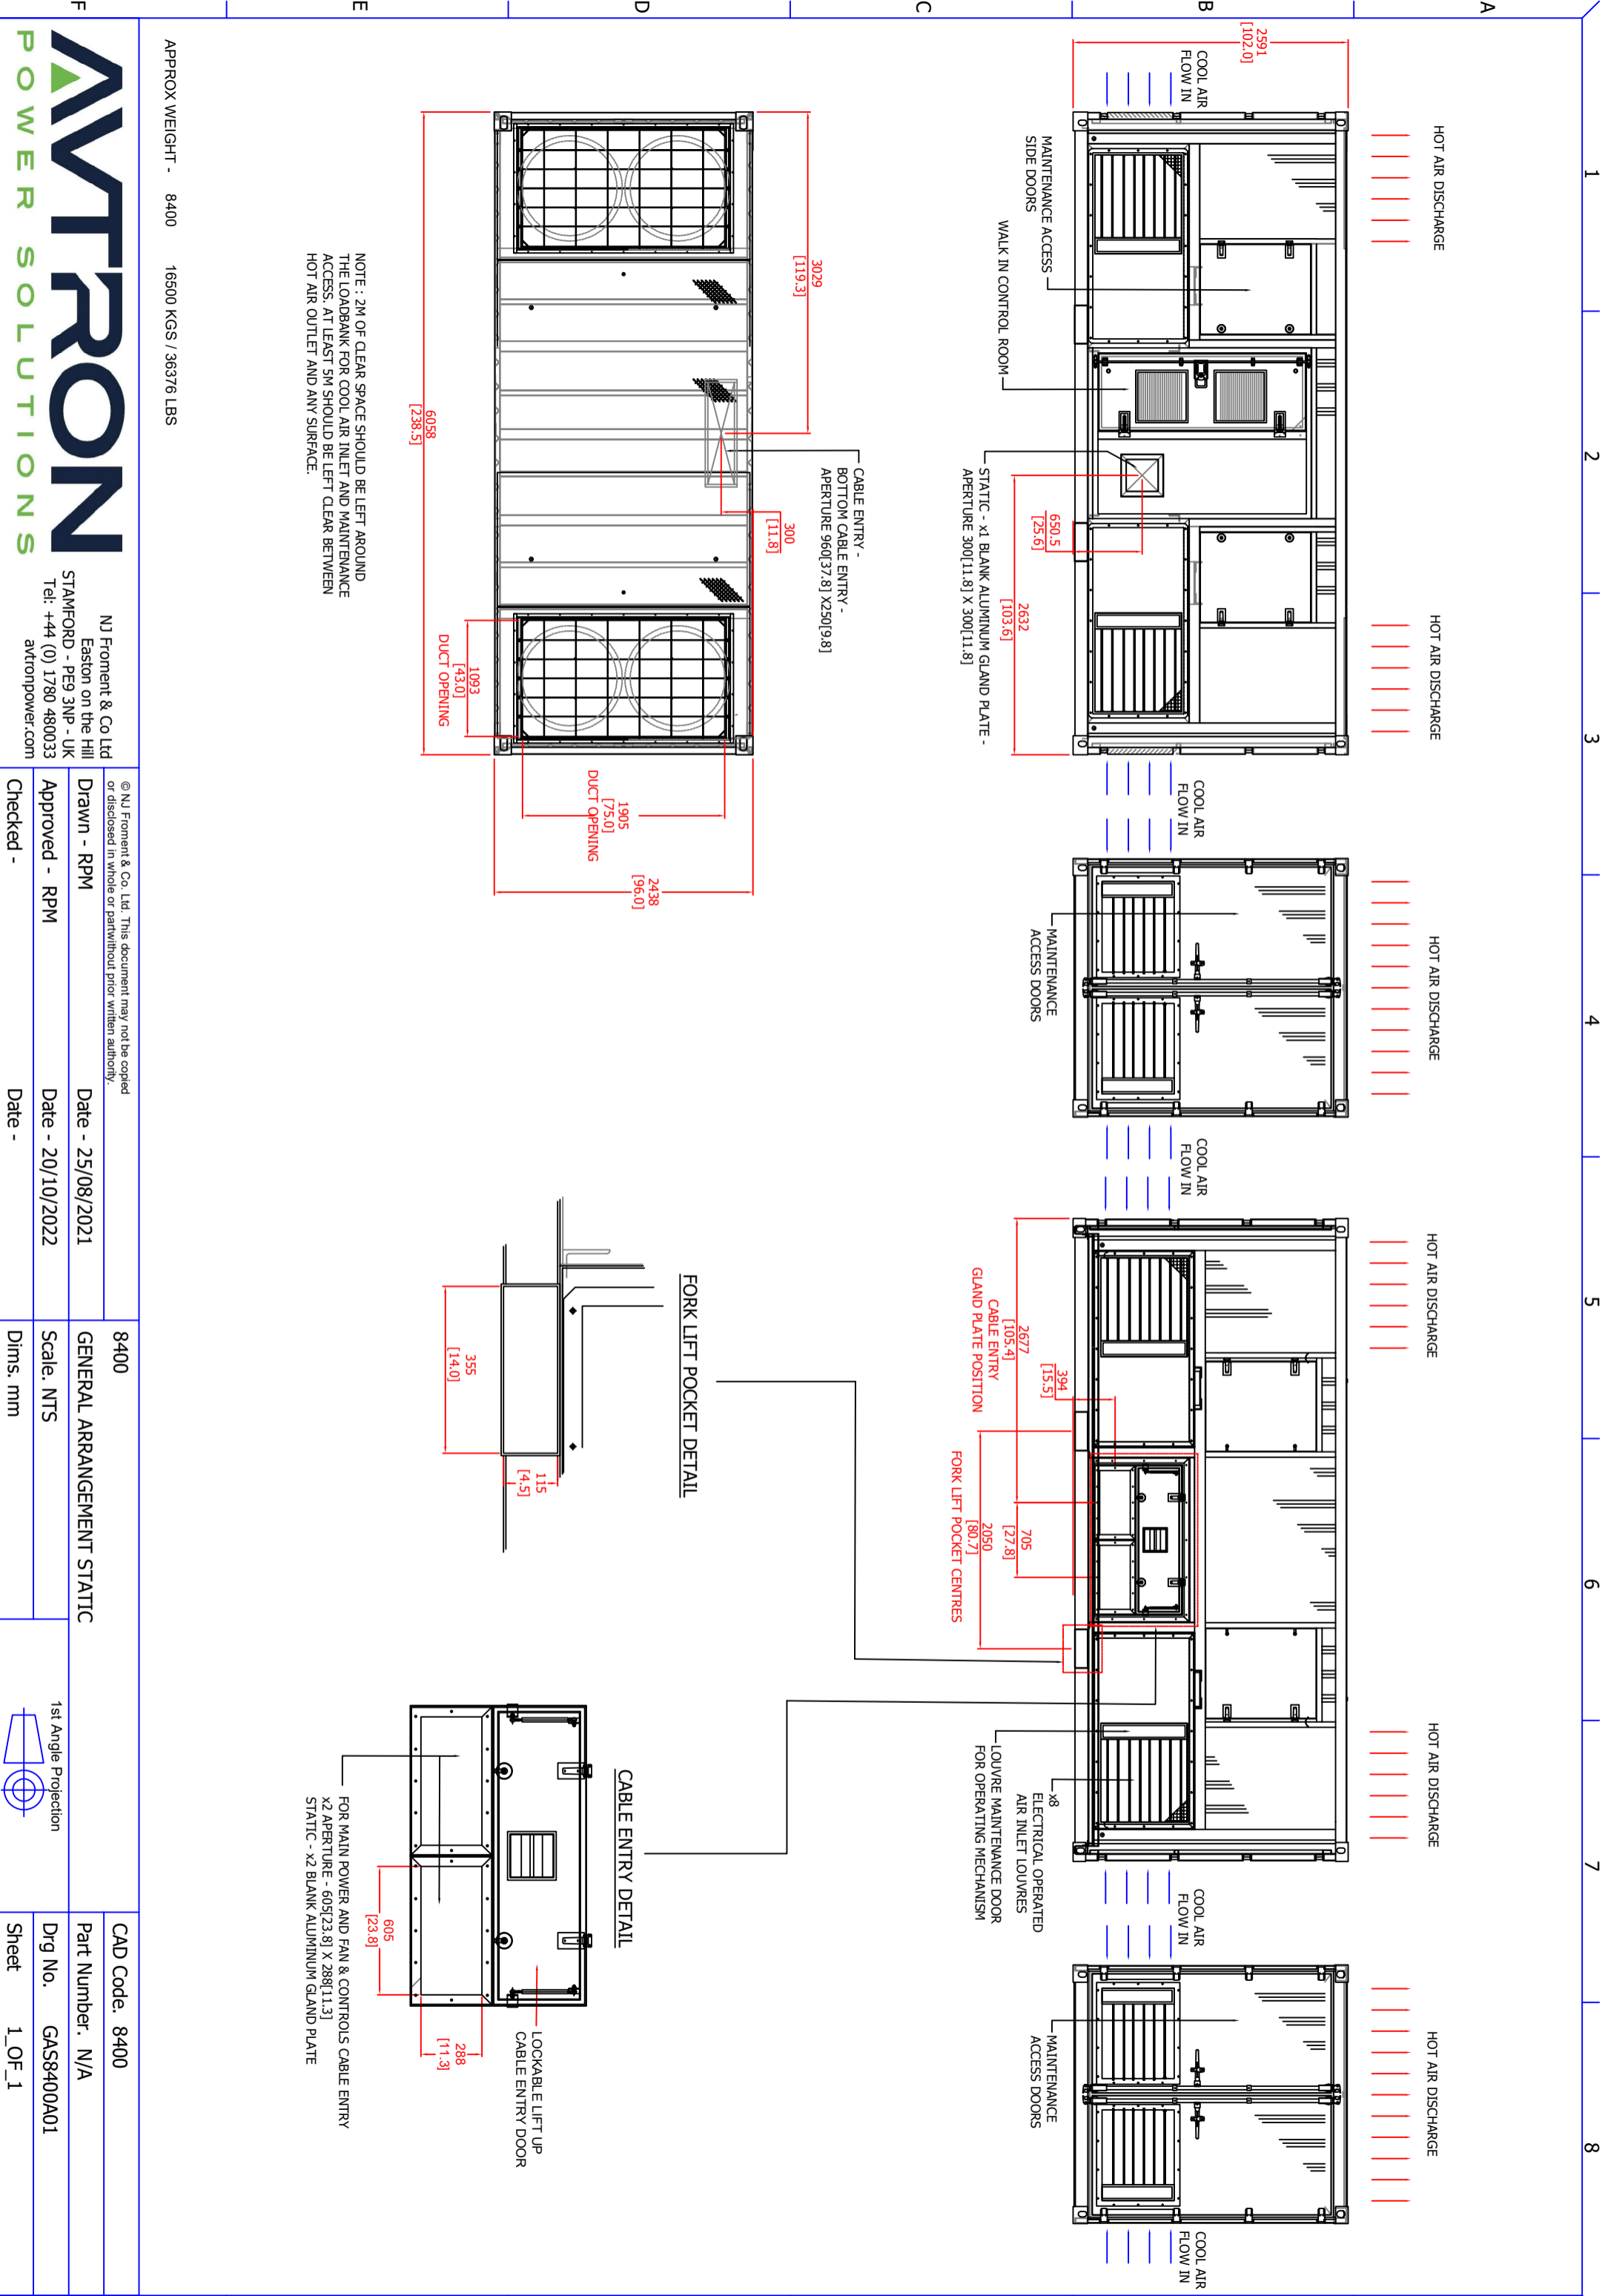 A
B
C
D
E
F
1
2
3
4
5
6
7
8
HOT AIR DISCHARGE
HOT AIR DISCHARGE
HOT AIR DISCHARGE
HOT AIR DISCHARGE
HOT AIR DISCHARGE
HOT AIR DISCHARGE
COOL AIR
FLOW IN
COOL AIR
FLOW IN
COOL AIR
FLOW IN
COOL AIR
FLOW IN
COOL AIR
FLOW IN
2591
[102.0]
MAINTENANCE ACCESS
SIDE DOORS
WALK IN CONTROL ROOM
STATIC - x1 BLANK ALUMINUM GLAND PLATE -
APERTURE 300[11.8] X 300[11.8]
650.5
[25.6]
2632
[103.6]
MAINTENANCE
ACCESS DOORS
2677
[105.4]
CABLE ENTRY
GLAND PLATE POSITION
394
[15.5]
705
[27.8]
2050
[80.7]
FORK LIFT POCKET CENTRES
x8
ELECTRICAL OPERATED
AIR INLET LOUVRES
LOUVRE MAINTENANCE DOOR
FOR OPERATING MECHANISM
MAINTENANCE
ACCESS DOORS
3029
[119.3]
CABLE ENTRY -
BOTTOM CABLE ENTRY -
APERTURE 960[37.8] X250[9.8]
300
[11.8]
6058
[238.5]
1093
[43.0]
DUCT OPENING
1905
[75.0]
DUCT OPENING
2438
[96.0]
NOTE : 2M OF CLEAR SPACE SHOULD BE LEFT AROUND
THE LOADBANK FOR COOL AIR INLET AND MAINTENANCE
ACCESS. AT LEAST 5M SHOULD BE LEFT CLEAR BETWEEN
HOT AIR OUTLET AND ANY SURFACE.
FORK LIFT POCKET DETAIL
355
[14.0]
115
[4.5]
CABLE ENTRY DETAIL
LOCKABLE LIFT UP
CABLE ENTRY DOOR
605
[23.8]
288
[11.3]
FOR MAIN POWER AND FAN & CONTROLS CABLE ENTRY
x2 APERTURE - 605[23.8] X 288[11.3]
STATIC - x2 BLANK ALUMINUM GLAND PLATE
APPROX WEIGHT - 8400 16500 KGS / 36376 LBS
AVTRON
POWER SOLUTIONS
NJ Froment & Co Ltd
Easton on the Hill
STAMFORD - PE9 3NP - UK
Tel: +44 (0) 1780 480033
avtronpower.com
© NJ Froment & Co. Ltd. This document may not be copied
or disclosed in whole or partwithout prior written authority.
Drawn - RPM Date - 25/08/2021
Approved - RPM Date - 20/10/2022
Checked - Date -
8400
GENERAL ARRANGEMENT STATIC
Scale. NTS
Dims. mm
1st Angle Projection
CAD Code. 8400
Part Number. N/A
Drg No. GAS8400A01
Sheet 1_OF_1